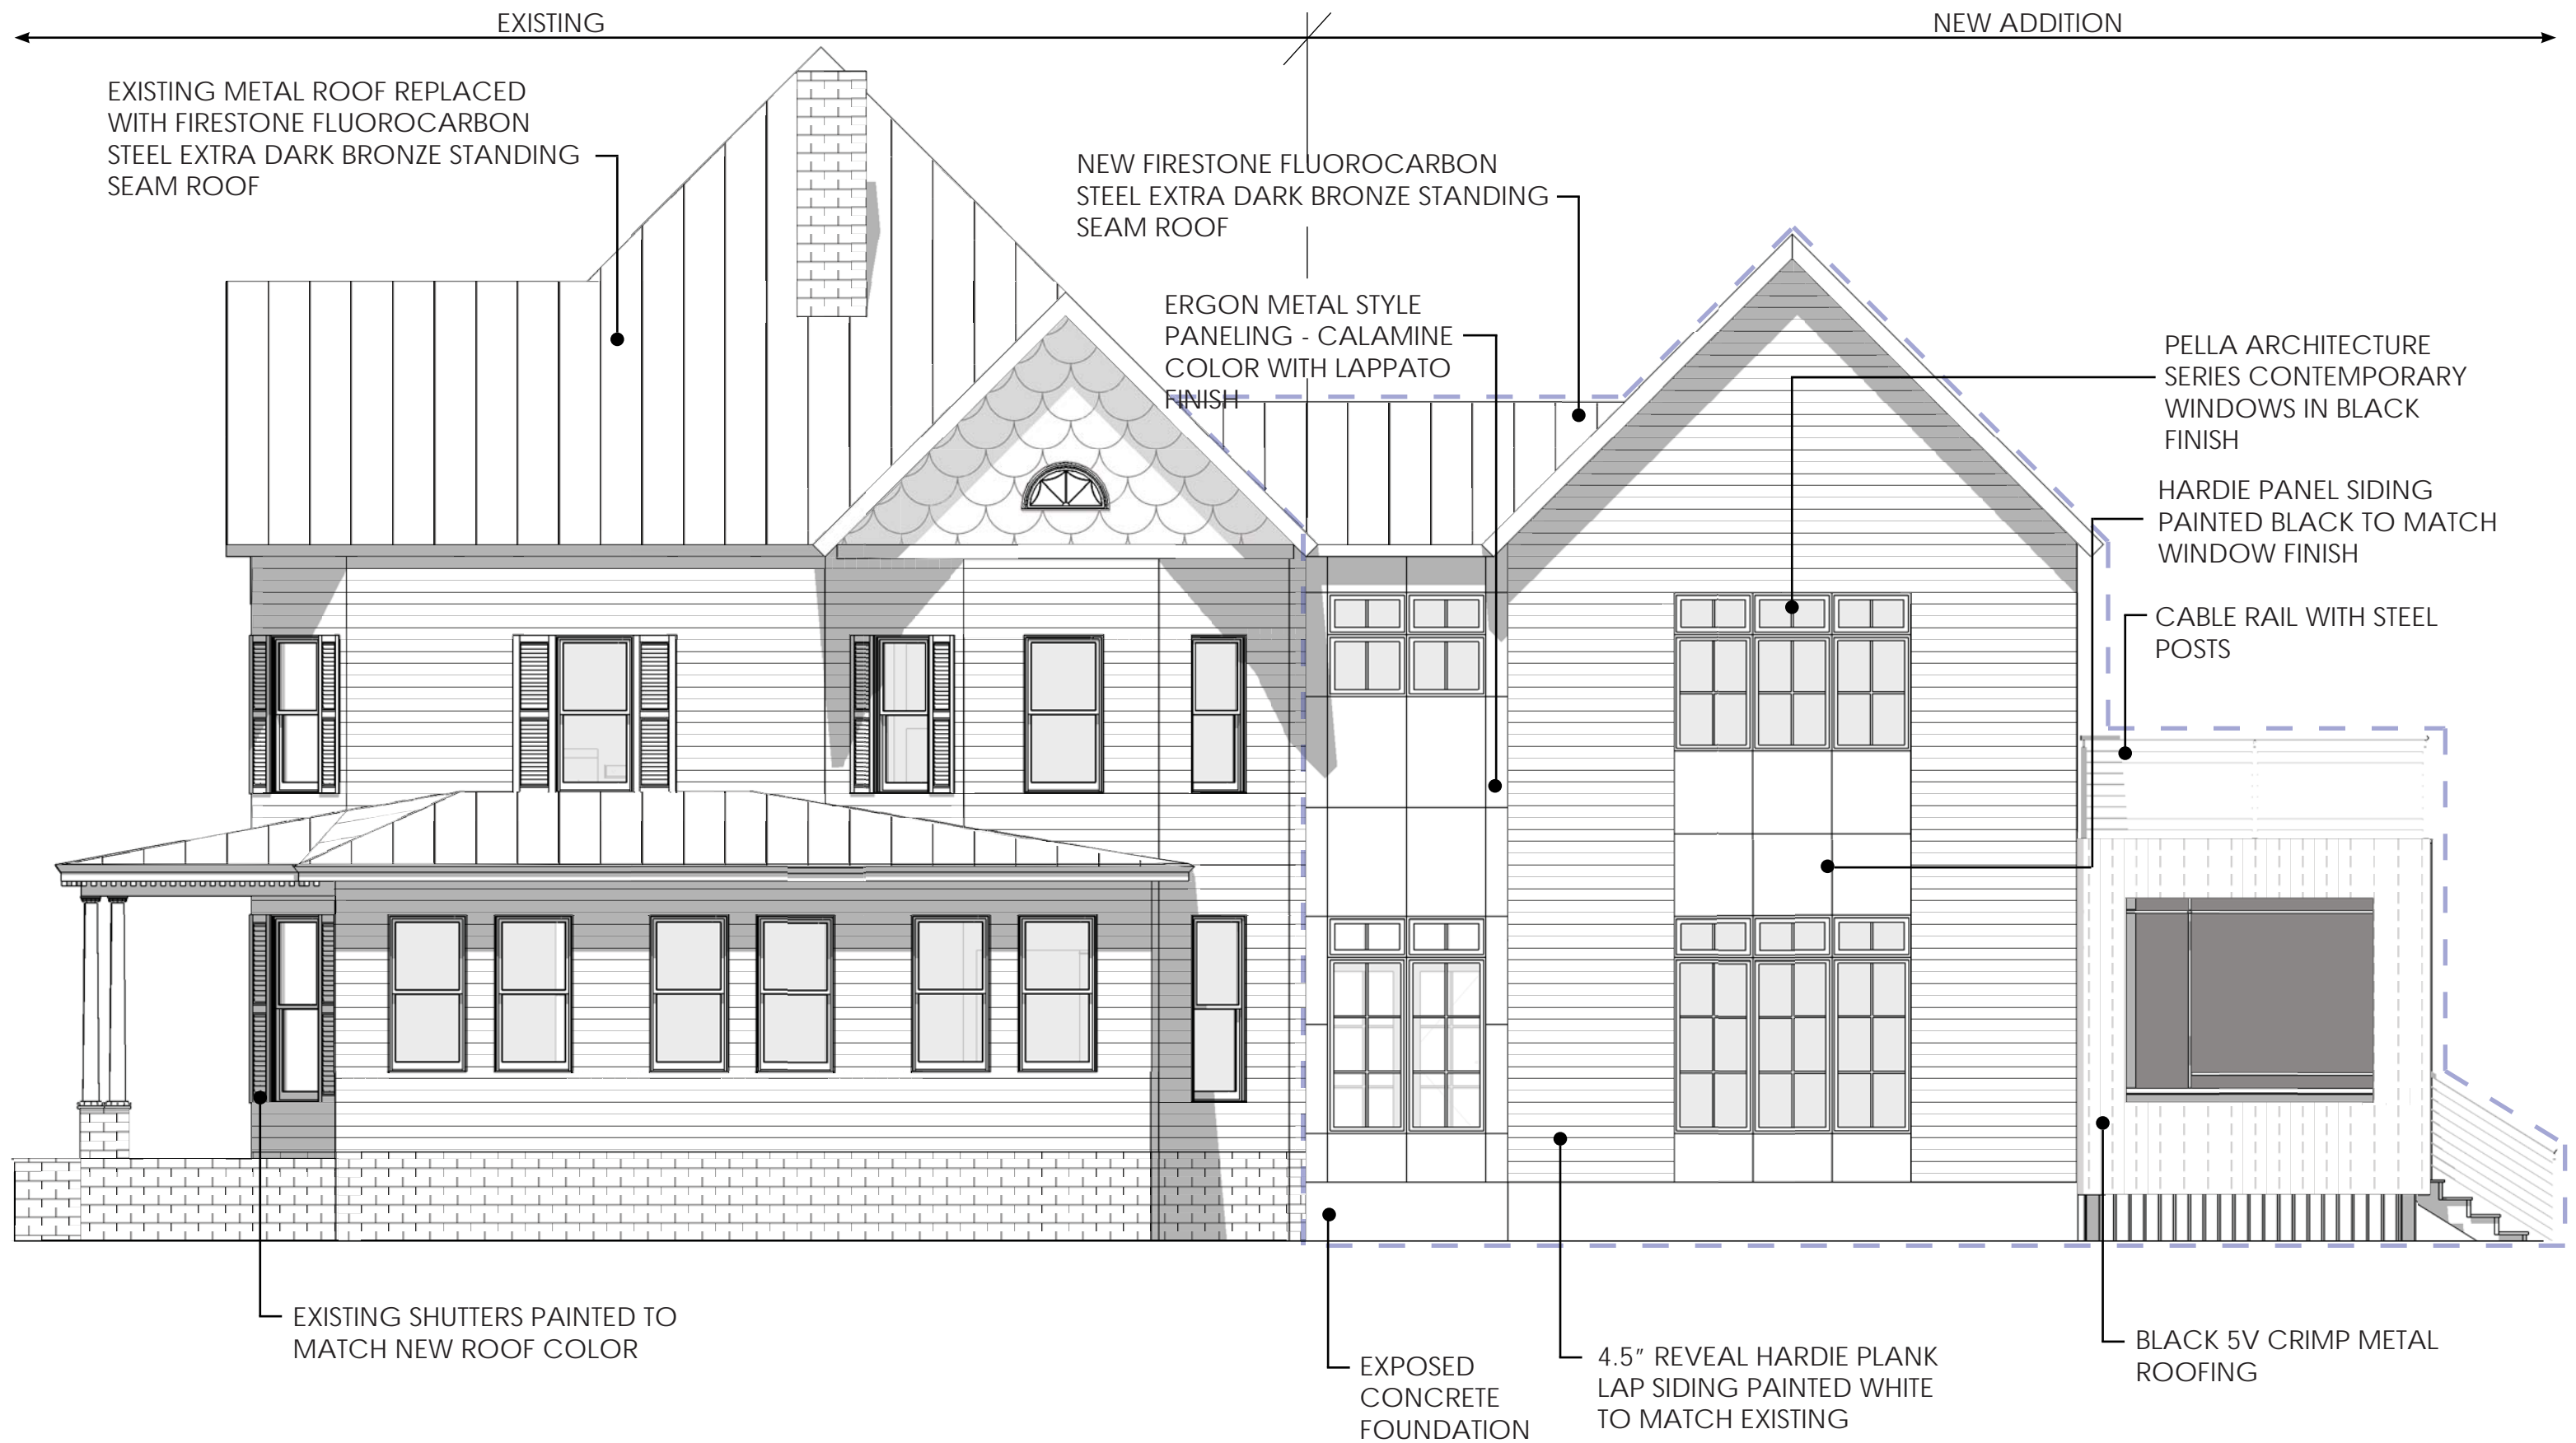 EXISTING
NEW ADDITION
EXISTING METAL ROOF REPLACED
WITH FIRESTONE FLUOROCARBON
STEEL EXTRA DARK BRONZE STANDING
SEAM ROOF
NEW FIRESTONE FLUOROCARBON
STEEL EXTRA DARK BRONZE STANDING
SEAM ROOF
ERGON METAL STYLE
PANELING - CALAMINE
COLOR WITH LAPPATO
FINISH
PELLA ARCHITECTURE
SERIES CONTEMPORARY
WINDOWS IN BLACK
FINISH
HARDIE PANEL SIDING
PAINTED BLACK TO MATCH
WINDOW FINISH
CABLE RAIL WITH STEEL
POSTS
EXISTING SHUTTERS PAINTED TO
MATCH NEW ROOF COLOR
EXPOSED
CONCRETE
FOUNDATION
4.5" REVEAL HARDIE PLANK
LAP SIDING PAINTED WHITE
TO MATCH EXISTING
BLACK 5V CRIMP METAL
ROOFING